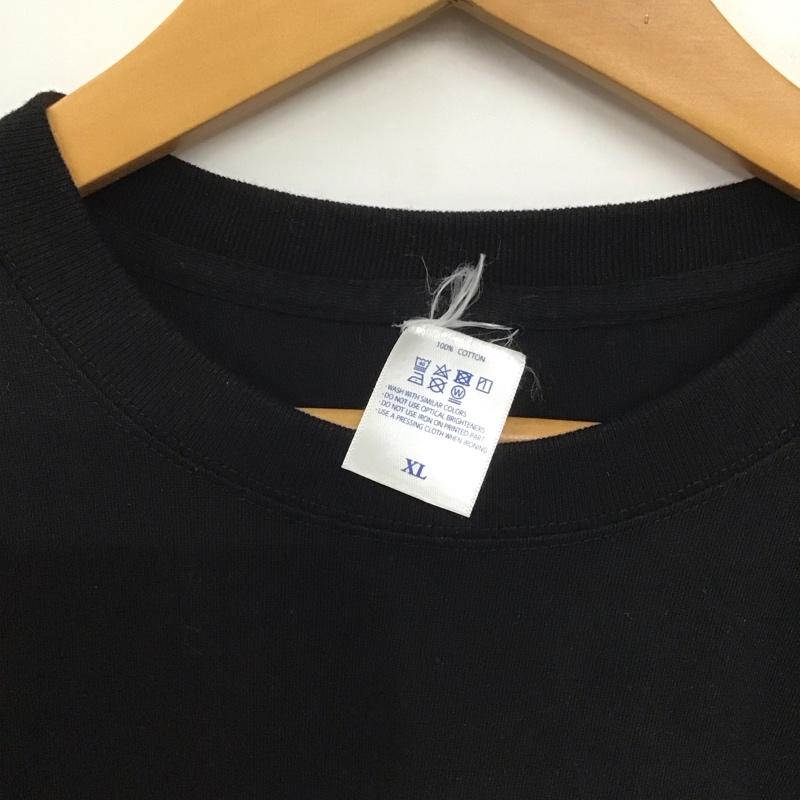 100% COTTON
40
W
· WASH WITH SIMILAR COLORS
· DO NOT USE OPTICAL BRIGHTENERS
· DO NOT USE IRON ON PRINTED PART
· USE A PRESSING CLOTH WHEN IRONING
XL